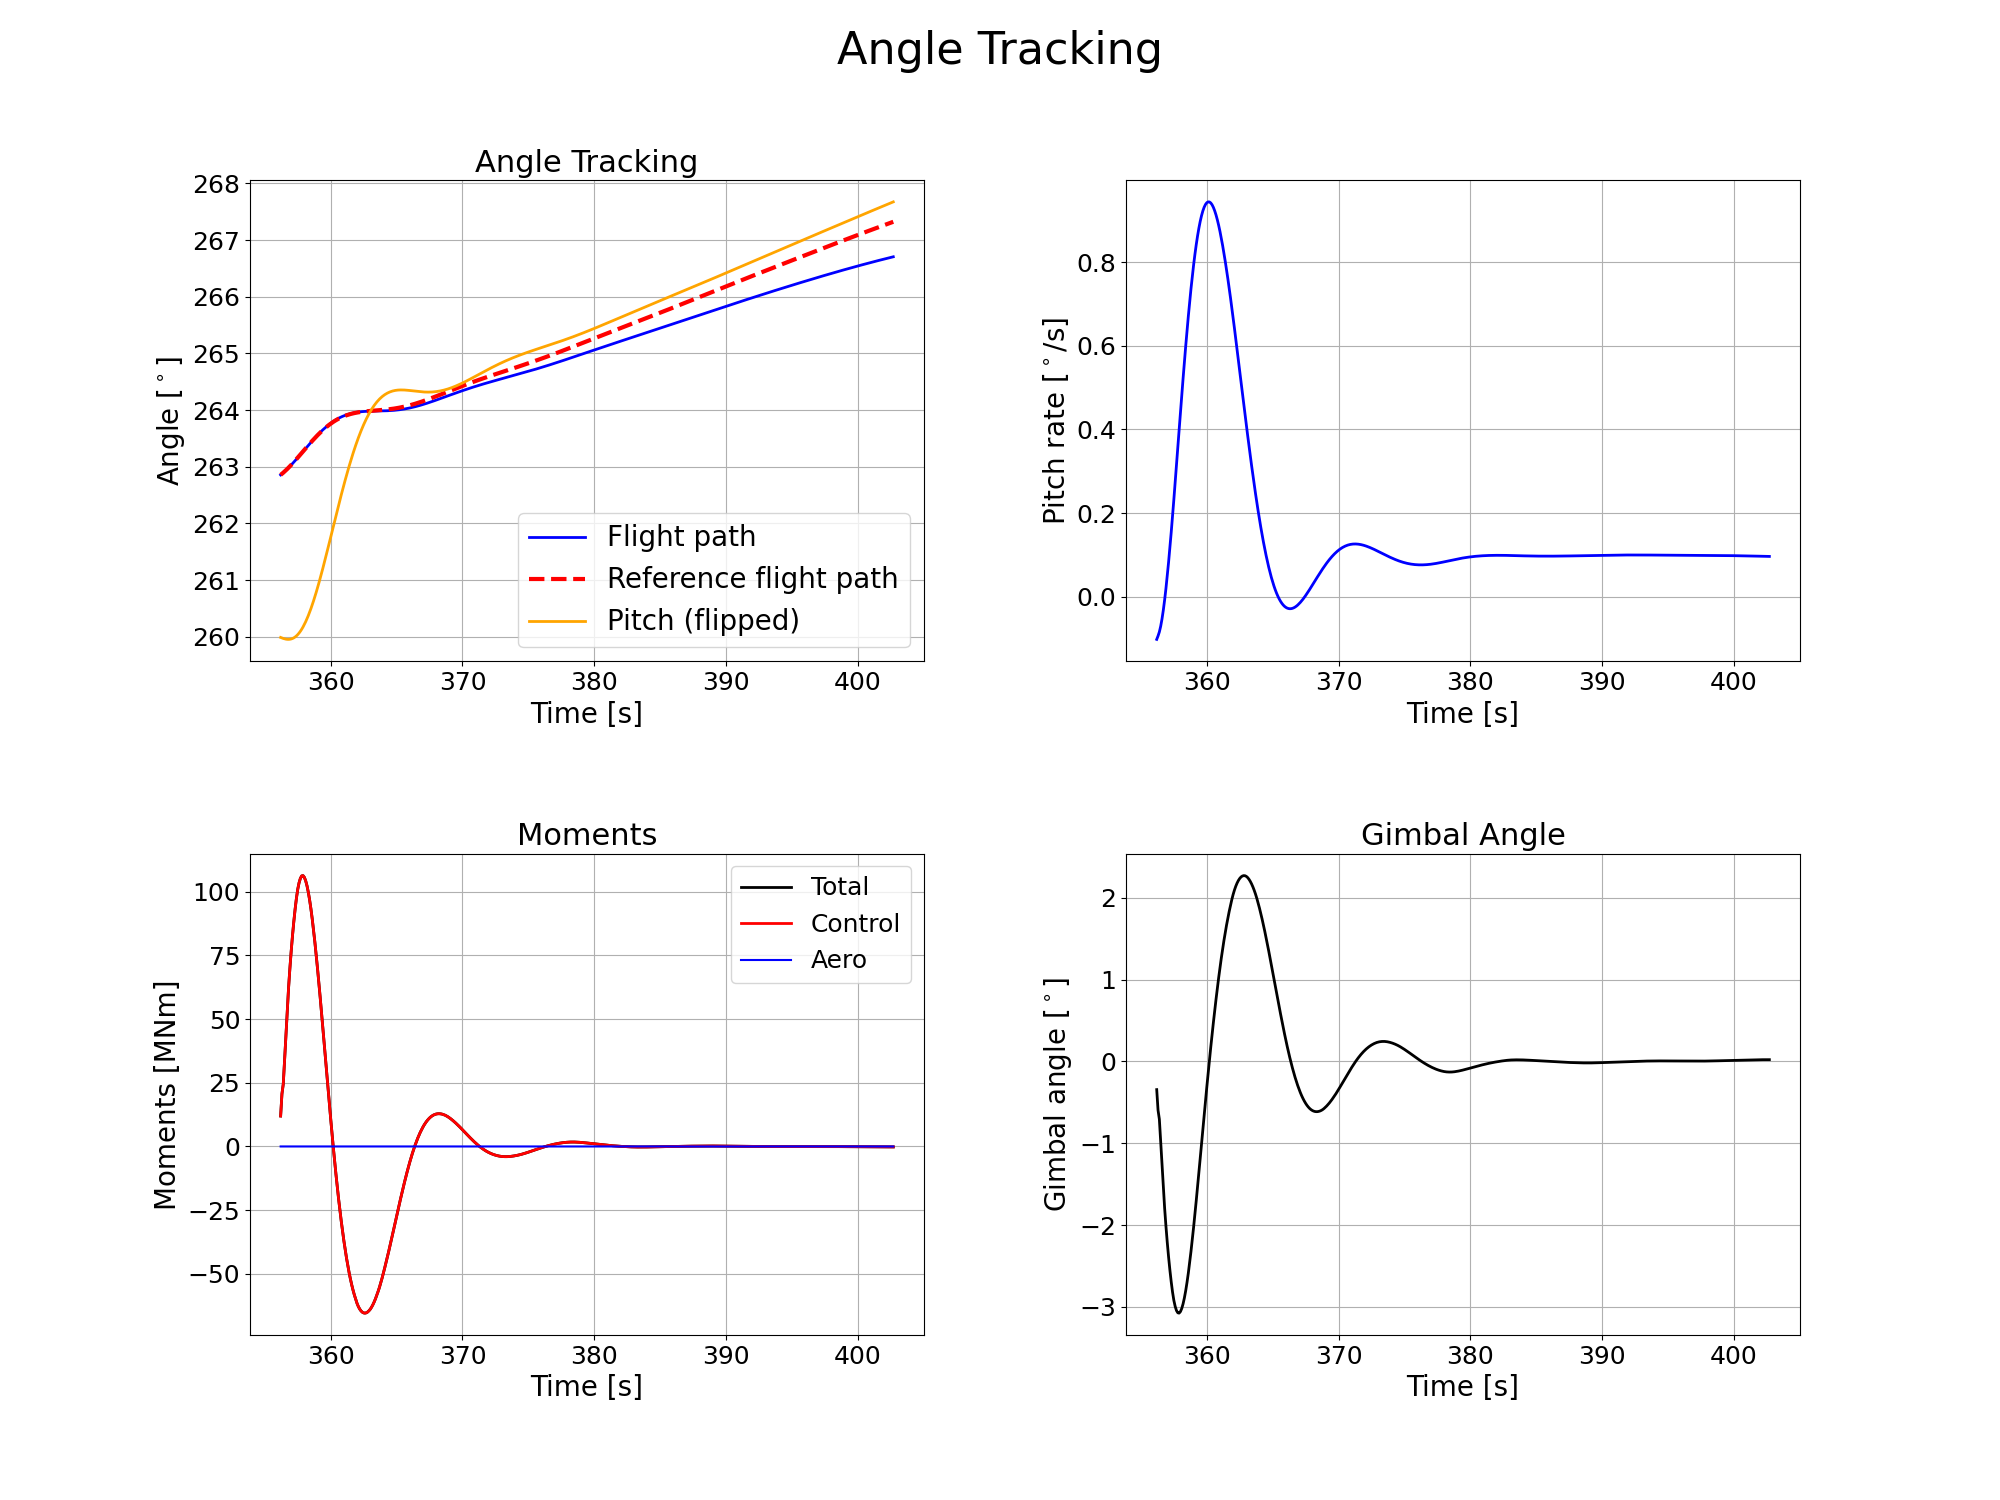 Angle Tracking
Angle Tracking
268
267
266
265
264
263
262
261
260
Angle [ ° ]
Flight path
Reference flight path
Pitch (flipped)
360 370 380 390 400
Time [s]
0.8
0.6
0.4
0.2
0.0
Pitch rate [ ° /s]
360 370 380 390 400
Time [s]
Moments
100
75
50
25
0
−25
−50
Moments [MNm]
Total
Control
Aero
360 370 380 390 400
Time [s]
Gimbal Angle
2
1
0
−1
−2
−3
Gimbal angle [ ° ]
360 370 380 390 400
Time [s]